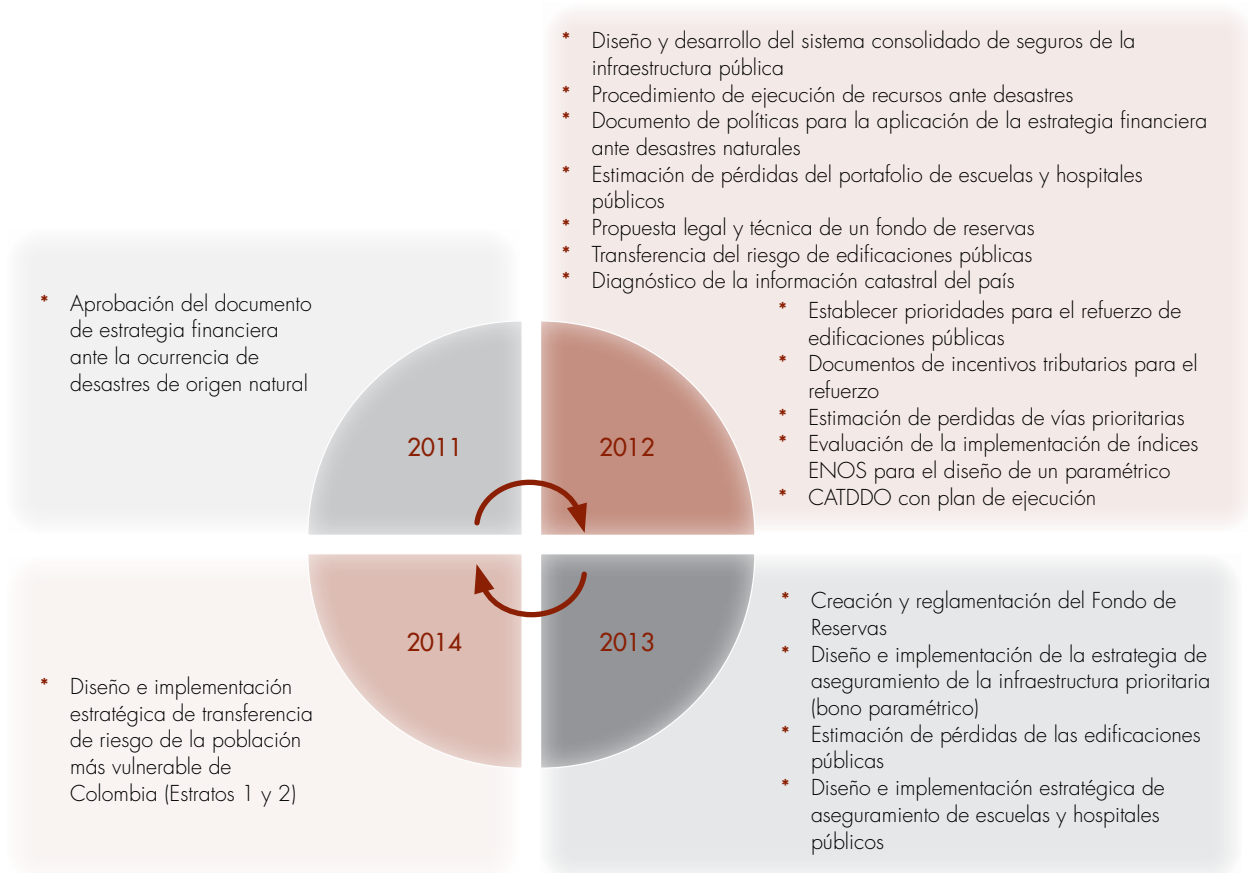 * Diseño y desarrollo del sistema consolidado de seguros de la
infraestructura pública
* Procedimiento de ejecución de recursos ante desastres
* Documento de políticas para la aplicación de la estrategia financiera
ante desastres naturales
* Estimación de pérdidas del portafolio de escuelas y hospitales
públicos
* Propuesta legal y técnica de un fondo de reservas
* Transferencia del riesgo de edificaciones públicas
* Diagnóstico de la información catastral del país
* Establecer prioridades para el refuerzo de
edificaciones públicas
* Documentos de incentivos tributarios para el
refuerzo
* Estimación de perdidas de vías prioritarias
* Evaluación de la implementación de índices
ENOS para el diseño de un paramétrico
* CATDDO con plan de ejecución
* Aprobación del documento
de estrategia financiera
ante la ocurrencia de
desastres de origen natural
2011
2012
2014
2013
* Diseño e implementación
estratégica de transferencia
de riesgo de la población
más vulnerable de
Colombia (Estratos 1 y 2)
* Creación y reglamentación del Fondo de
Reservas
* Diseño e implementación de la estrategia de
aseguramiento de la infraestructura prioritaria
(bono paramétrico)
* Estimación de pérdidas de las edificaciones
públicas
* Diseño e implementación estratégica de
aseguramiento de escuelas y hospitales
públicos